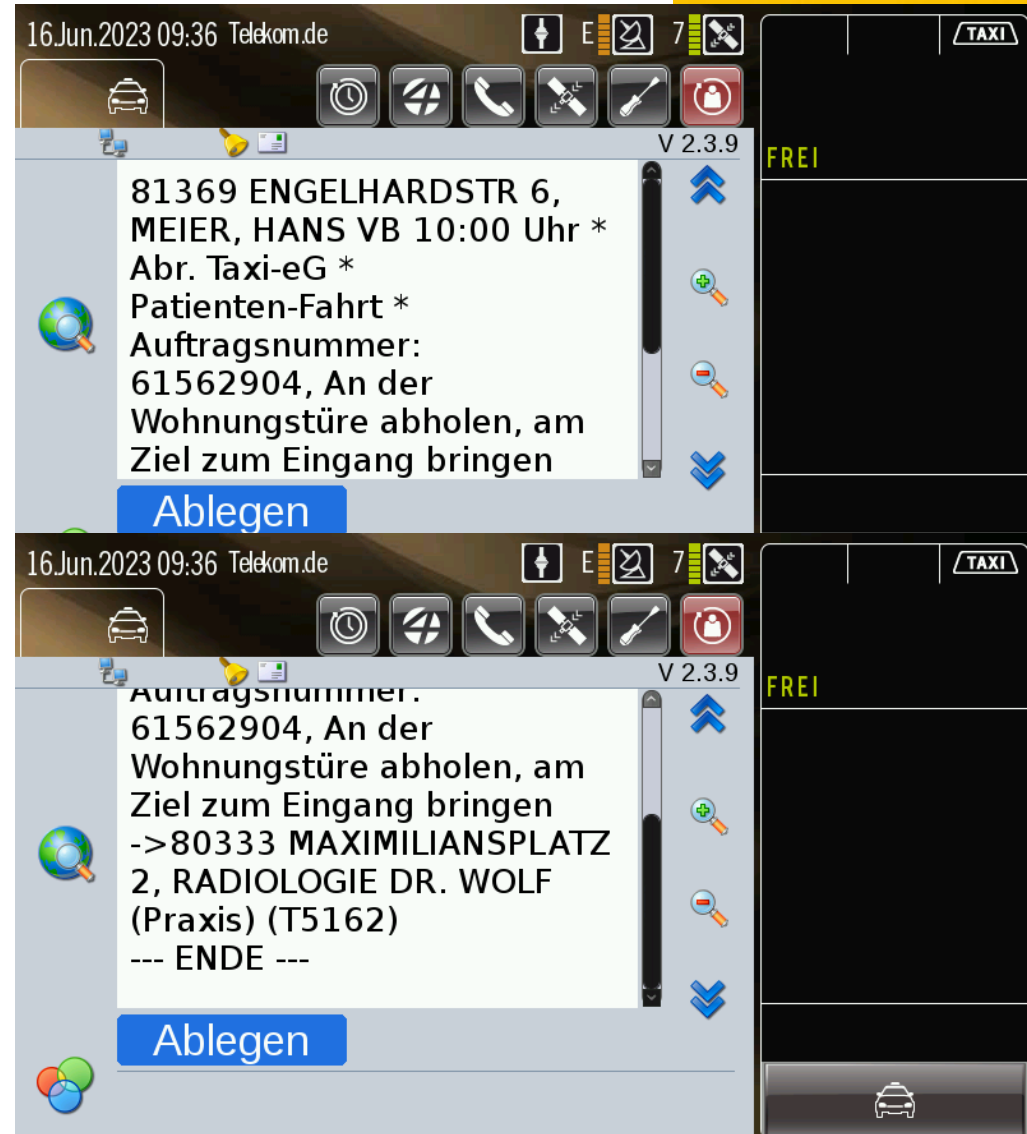 16.Jun.2023 09:36 Telekom.de
E
7
TAXI
V 2.3.9
FREI
81369 ENGELHARDSTR 6,
MEIER, HANS VB 10:00 Uhr *
Abr. Taxi-eG *
Patienten-Fahrt *
Auftragsnummer:
61562904, An der
Wohnungstüre abholen, am
Ziel zum Eingang bringen
Ablegen
16.Jun.2023 09:36 Telekom.de
E
7
TAXI
V 2.3.9
FREI
Auftragsnummer:
61562904, An der
Wohnungstüre abholen, am
Ziel zum Eingang bringen
->80333 MAXIMILIANSPLATZ
2, RADIOLOGIE DR. WOLF
(Praxis) (T5162)
--- ENDE ---
Ablegen